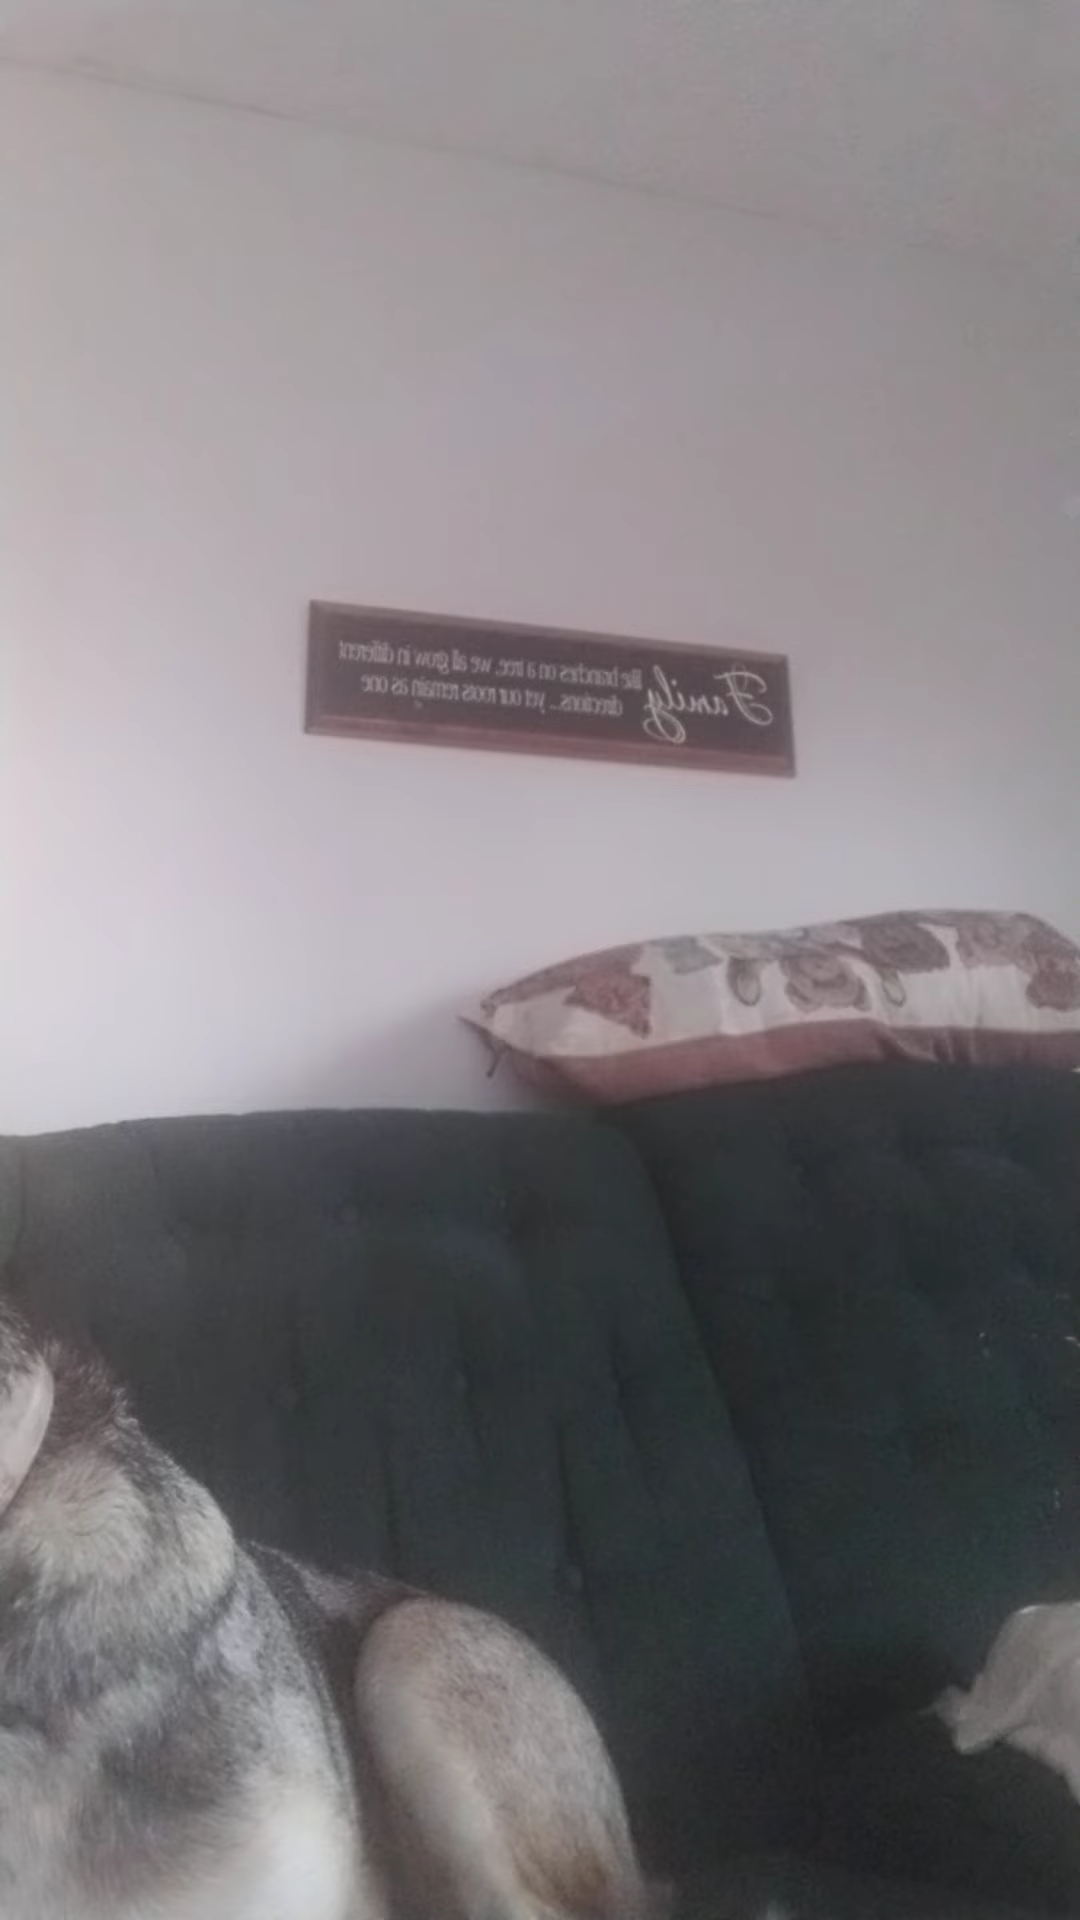 Family
like branches on a tree, we all grow in different
directions... yet our roots remain as one